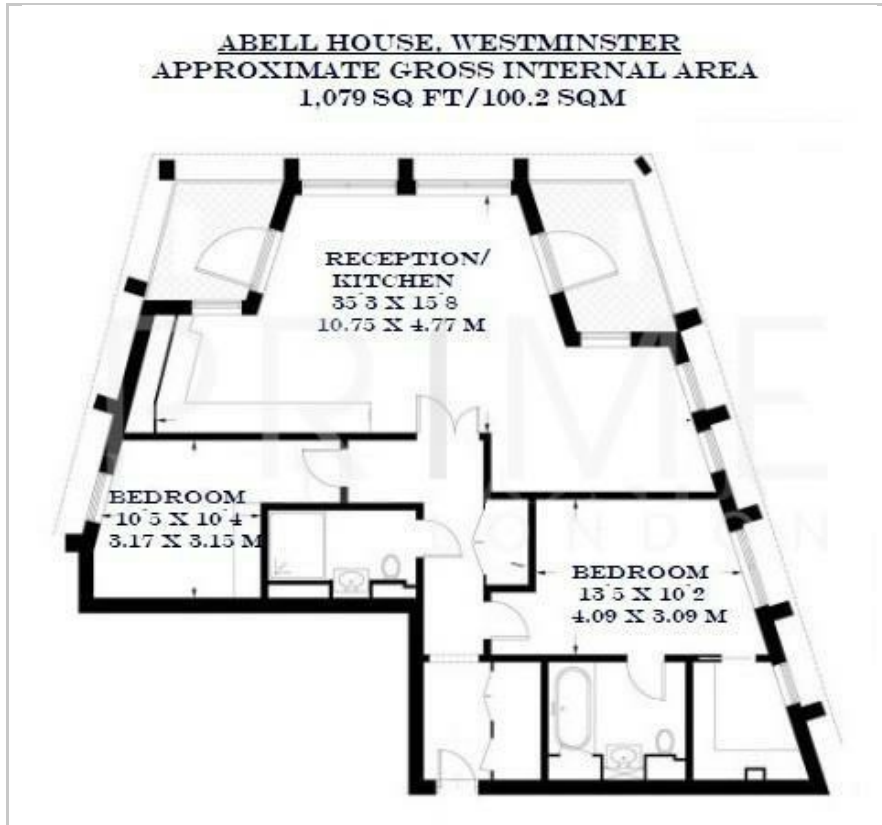 ABELL HOUSE, WESTMINSTER
APPROXIMATE GROSS INTERNAL AREA
1,079 SQ FT/100.2 SQM
RECEPTION/
KITCHEN
35'3 X 15'8
10.75 X 4.77 M
PRIME
LONDON
BEDROOM
10'5 X 10'4
3.17 X 3.15 M
BEDROOM
13'5 X 10'2
4.09 X 3.09 M